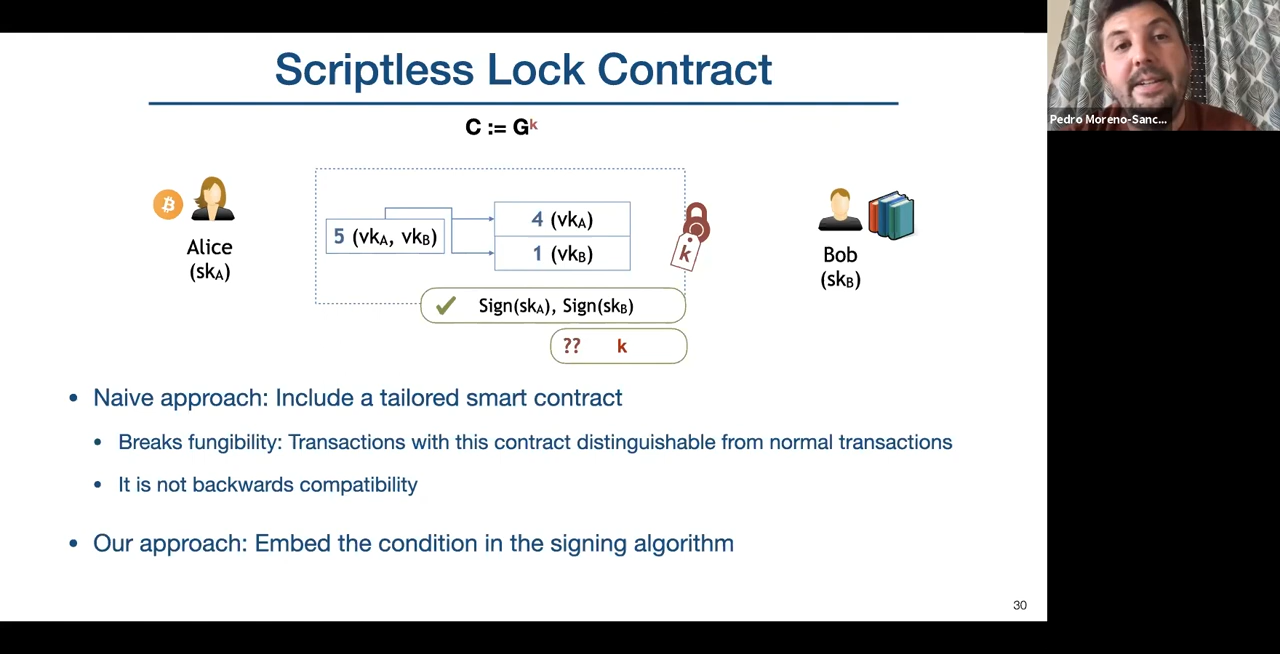 Scriptless Lock Contract
C := Gk
Pedro Moreno-Sanc...
₿
Alice
(skA)
5 (vkA, vkB)
4 (vkA)
1 (vkB)
k
Bob
(skB)
✓ Sign(skA), Sign(skB)
?? k
• Naive approach: Include a tailored smart contract
• Breaks fungibility: Transactions with this contract distinguishable from normal transactions
• It is not backwards compatibility
• Our approach: Embed the condition in the signing algorithm
30